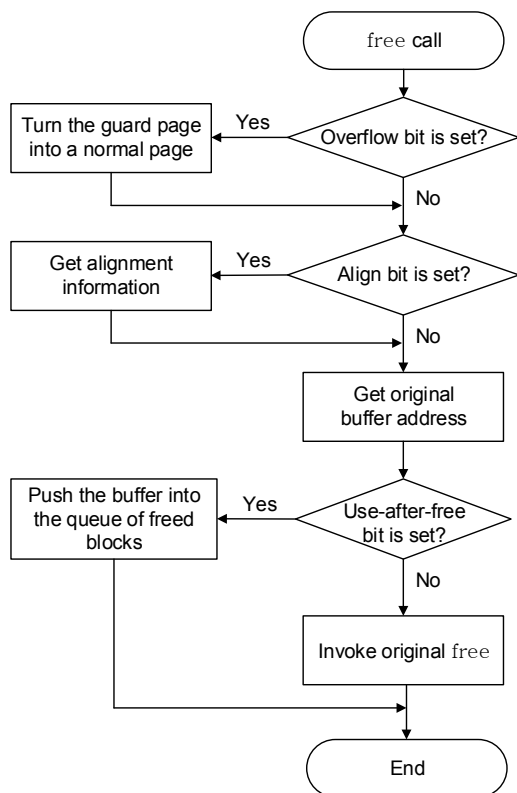 free call
Overflow bit is set?
Yes
Turn the guard page
into a normal page
No
Align bit is set?
Yes
Get alignment
information
No
Get original
buffer address
Use-after-free
bit is set?
Yes
Push the buffer into
the queue of freed
blocks
No
Invoke original free
End